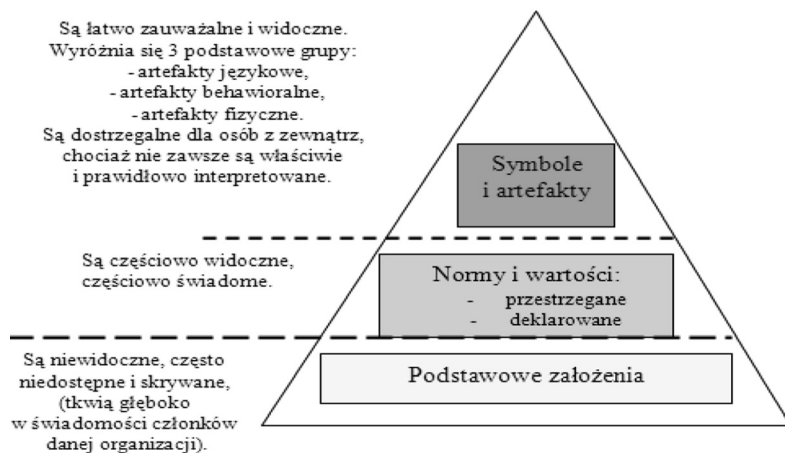 Są łatwo zauważalne i widoczne.
Wyróżnia się 3 podstawowe grupy:
- artefakty językowe,
- artefakty behawioralne,
- artefakty fizyczne.
Są dostrzegalne dla osób z zewnątrz,
chociaż nie zawsze są właściwie
i prawidłowo interpretowane.
Symbole
i artefakty
Są częściowo widoczne,
częściowo świadome.
Normy i wartości:
- przestrzegane
- deklarowane
Są niewidoczne, często
niedostępne i skrywane,
(tkwią głęboko
w świadomości członków
danej organizacji).
Podstawowe założenia